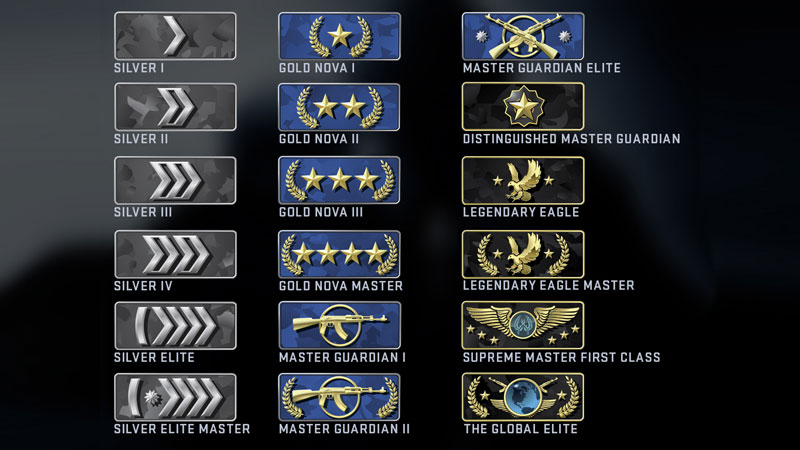 SILVER I
SILVER II
SILVER III
SILVER IV
SILVER ELITE
SILVER ELITE MASTER
GOLD NOVA I
GOLD NOVA II
GOLD NOVA III
GOLD NOVA MASTER
MASTER GUARDIAN I
MASTER GUARDIAN II
MASTER GUARDIAN ELITE
DISTINGUISHED MASTER GUARDIAN
LEGENDARY EAGLE
LEGENDARY EAGLE MASTER
SUPREME MASTER FIRST CLASS
THE GLOBAL ELITE